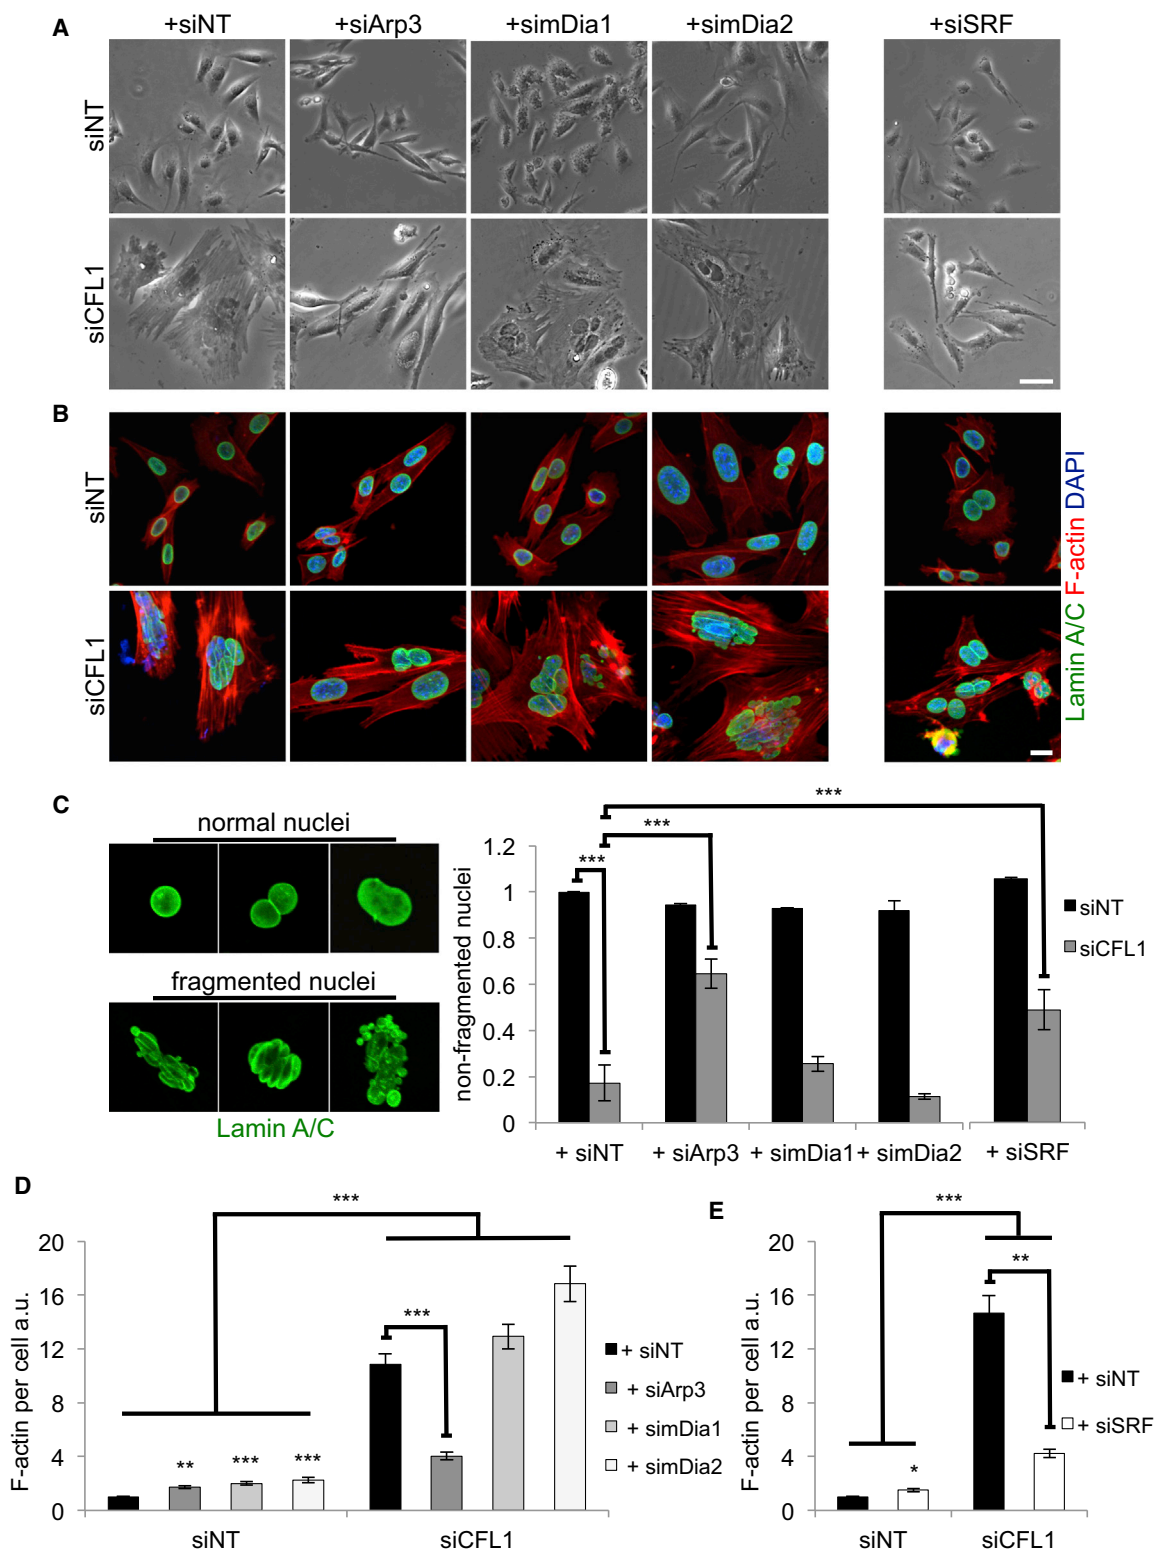 A
+siNT
+siArp3
+simDia1
+simDia2
+siSRF
siNT
siCFL1
B
siNT
siCFL1
Lamin A/C F-actin DAPI
C
normal nuclei
fragmented nuclei
Lamin A/C
non-fragmented nuclei
1.2
1
0.8
0.6
0.4
0.2
0
***
***
***
siNT
siCFL1
+ siNT
+ siArp3
+ simDia1
+ simDia2
+ siSRF
D
F-actin per cell a.u.
20
16
12
8
4
0
***
***
**
***
***
+ siNT
+ siArp3
+ simDia1
+ simDia2
siNT
siCFL1
E
F-actin per cell a.u.
20
16
12
8
4
0
***
**
*
+ siNT
+ siSRF
siNT
siCFL1